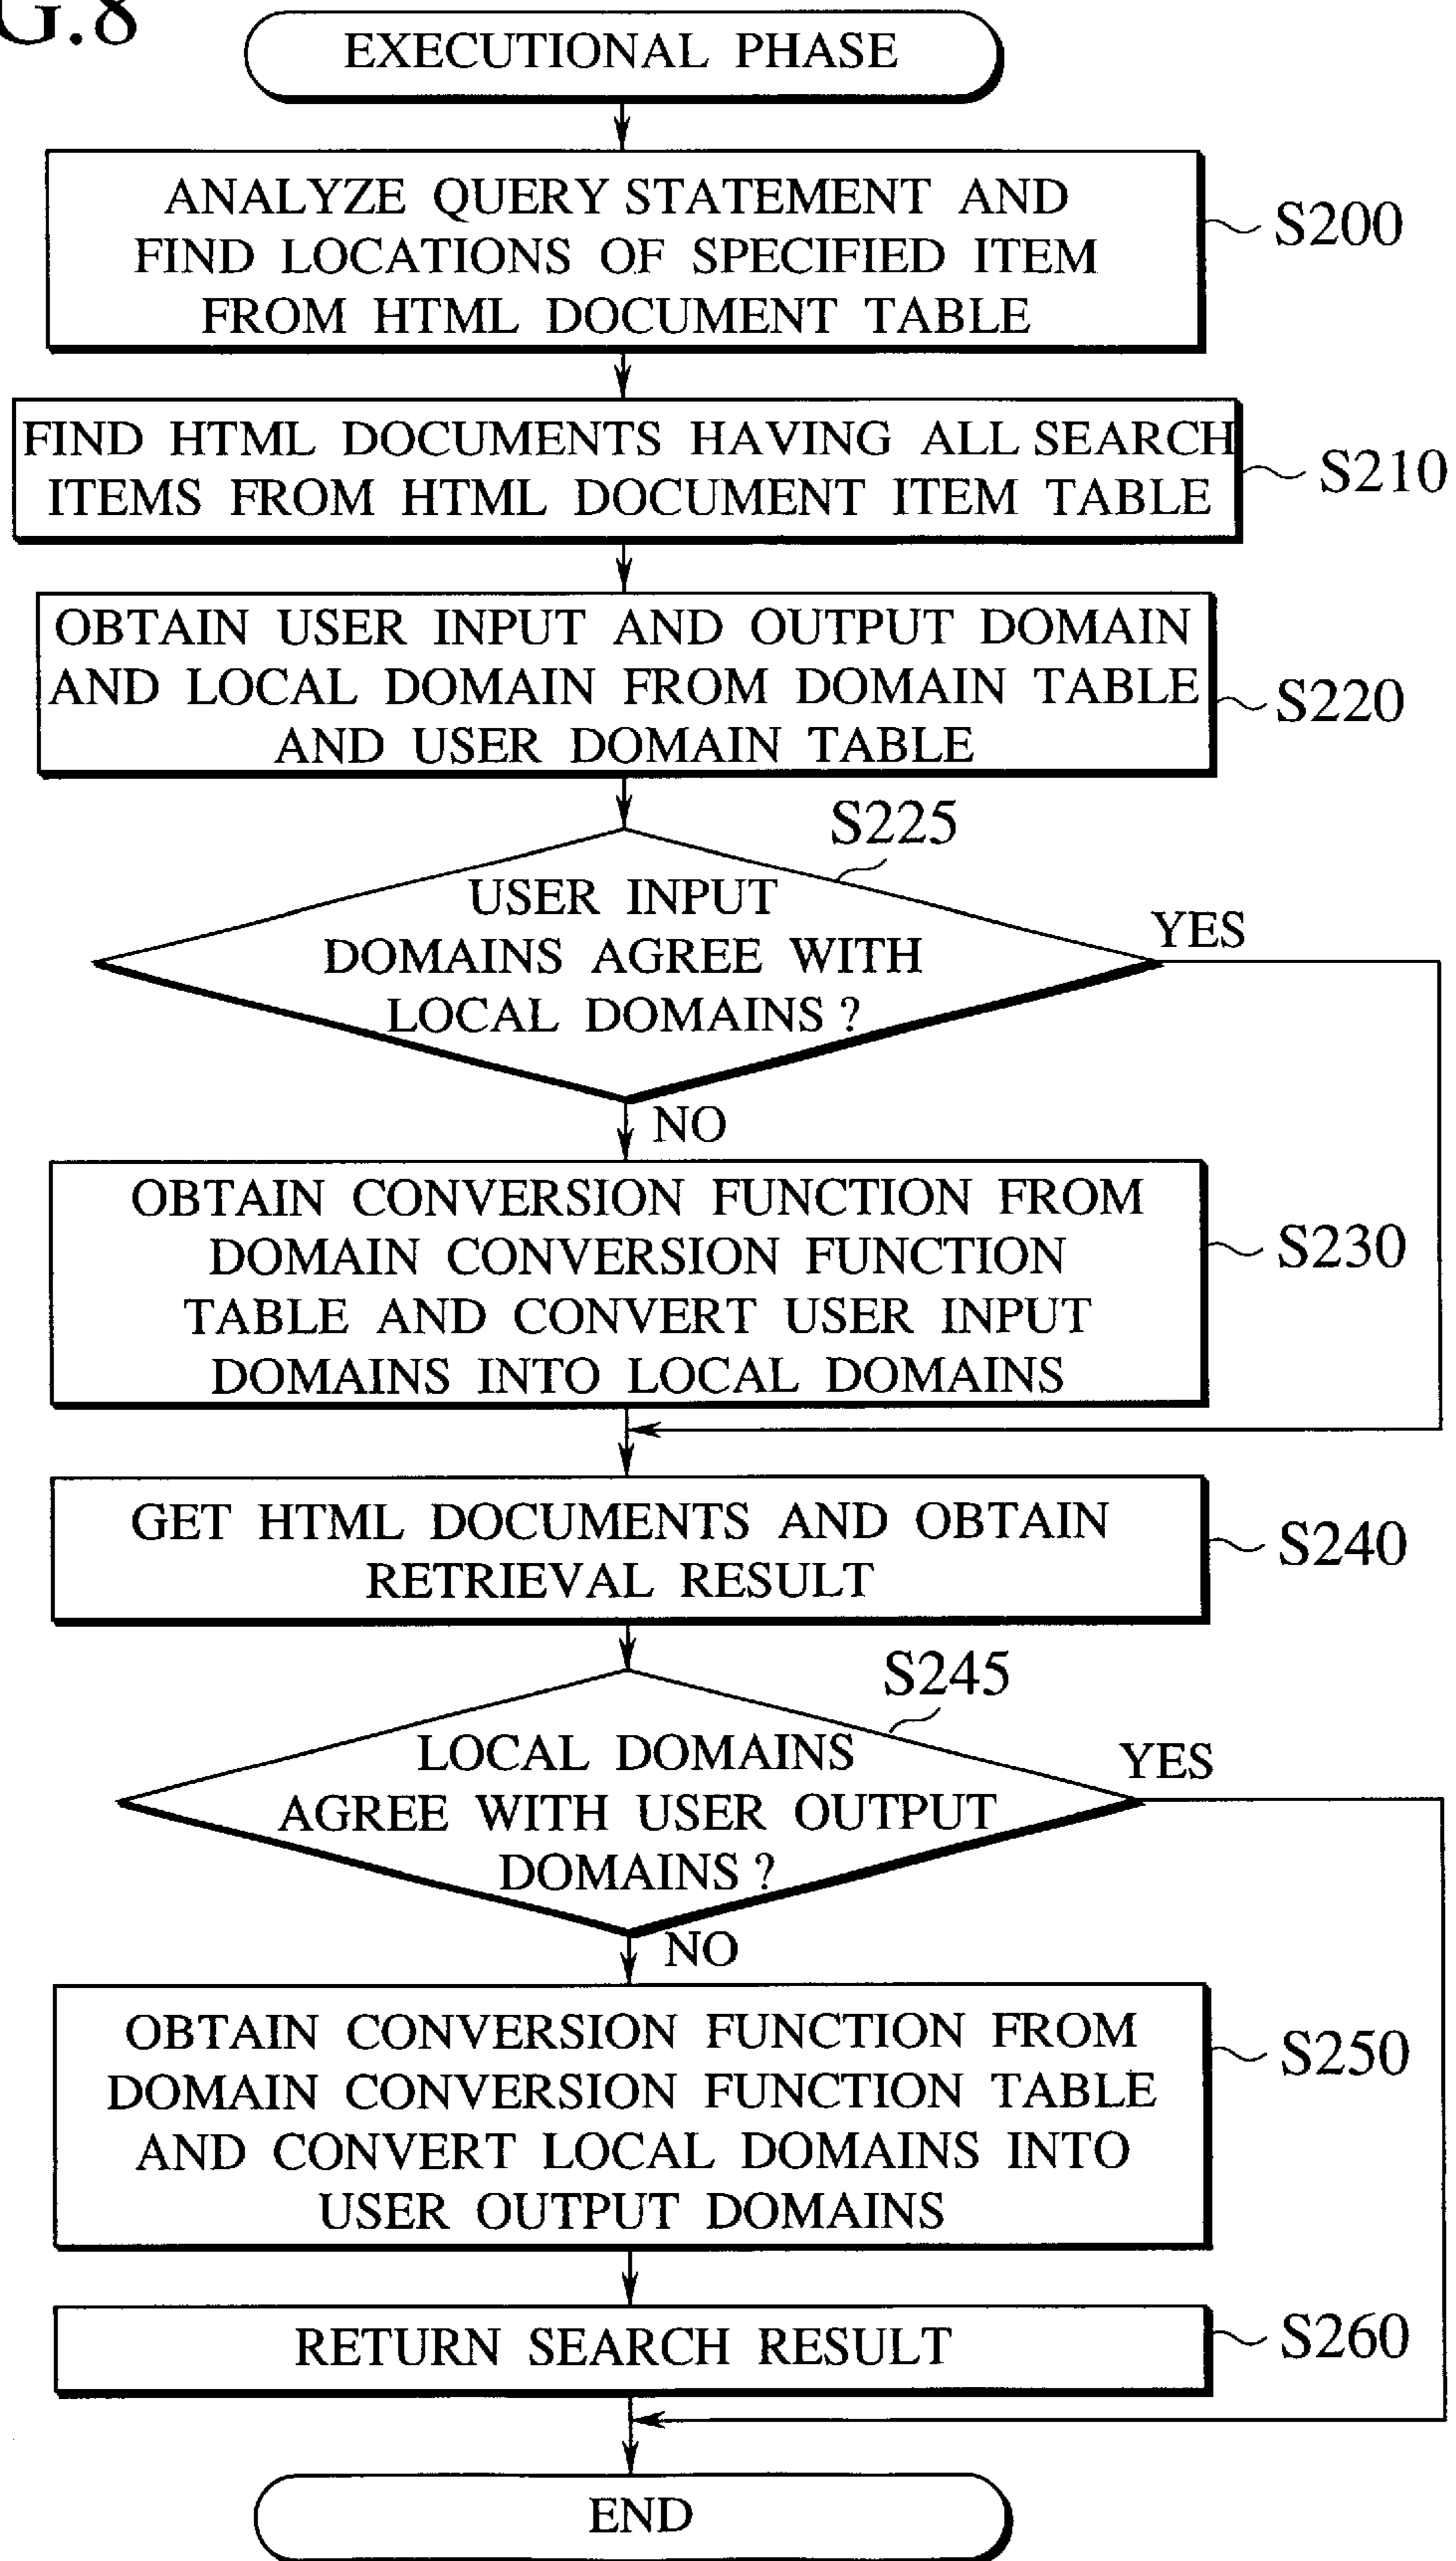 G.8
EXECUTIONAL PHASE
ANALYZE QUERY STATEMENT AND
FIND LOCATIONS OF SPECIFIED ITEM
FROM HTML DOCUMENT TABLE
S200
FIND HTML DOCUMENTS HAVING ALL SEARCH
ITEMS FROM HTML DOCUMENT ITEM TABLE
S210
OBTAIN USER INPUT AND OUTPUT DOMAIN
AND LOCAL DOMAIN FROM DOMAIN TABLE
AND USER DOMAIN TABLE
S220
S225
USER INPUT
DOMAINS AGREE WITH
LOCAL DOMAINS ?
YES
NO
OBTAIN CONVERSION FUNCTION FROM
DOMAIN CONVERSION FUNCTION
TABLE AND CONVERT USER INPUT
DOMAINS INTO LOCAL DOMAINS
S230
GET HTML DOCUMENTS AND OBTAIN
RETRIEVAL RESULT
S240
S245
LOCAL DOMAINS
AGREE WITH USER OUTPUT
DOMAINS ?
YES
NO
OBTAIN CONVERSION FUNCTION FROM
DOMAIN CONVERSION FUNCTION TABLE
AND CONVERT LOCAL DOMAINS INTO
USER OUTPUT DOMAINS
S250
RETURN SEARCH RESULT
S260
END